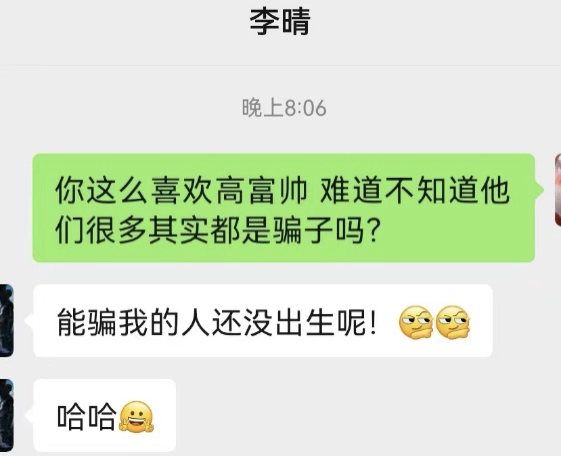 李晴
晚上8:06
你这么喜欢高富帅 难道不知道他
们很多其实都是骗子吗?
能骗我的人还没出生呢!
哈哈